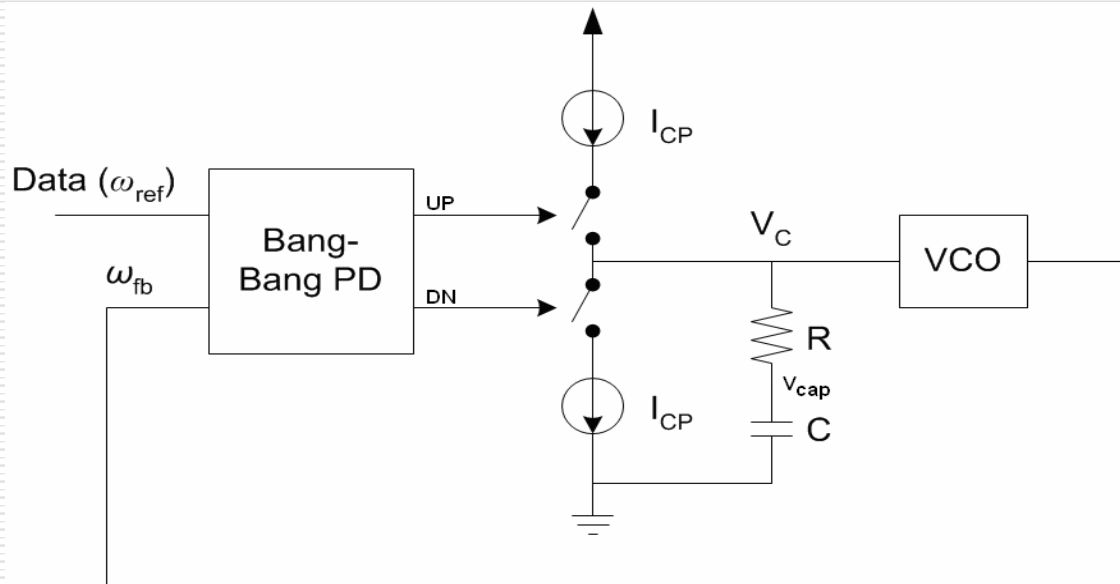 I_CP
Data (ω_ref)
UP
Bang-
Bang PD
V_C
VCO
ω_fb
DN
R
v_cap
I_CP
C